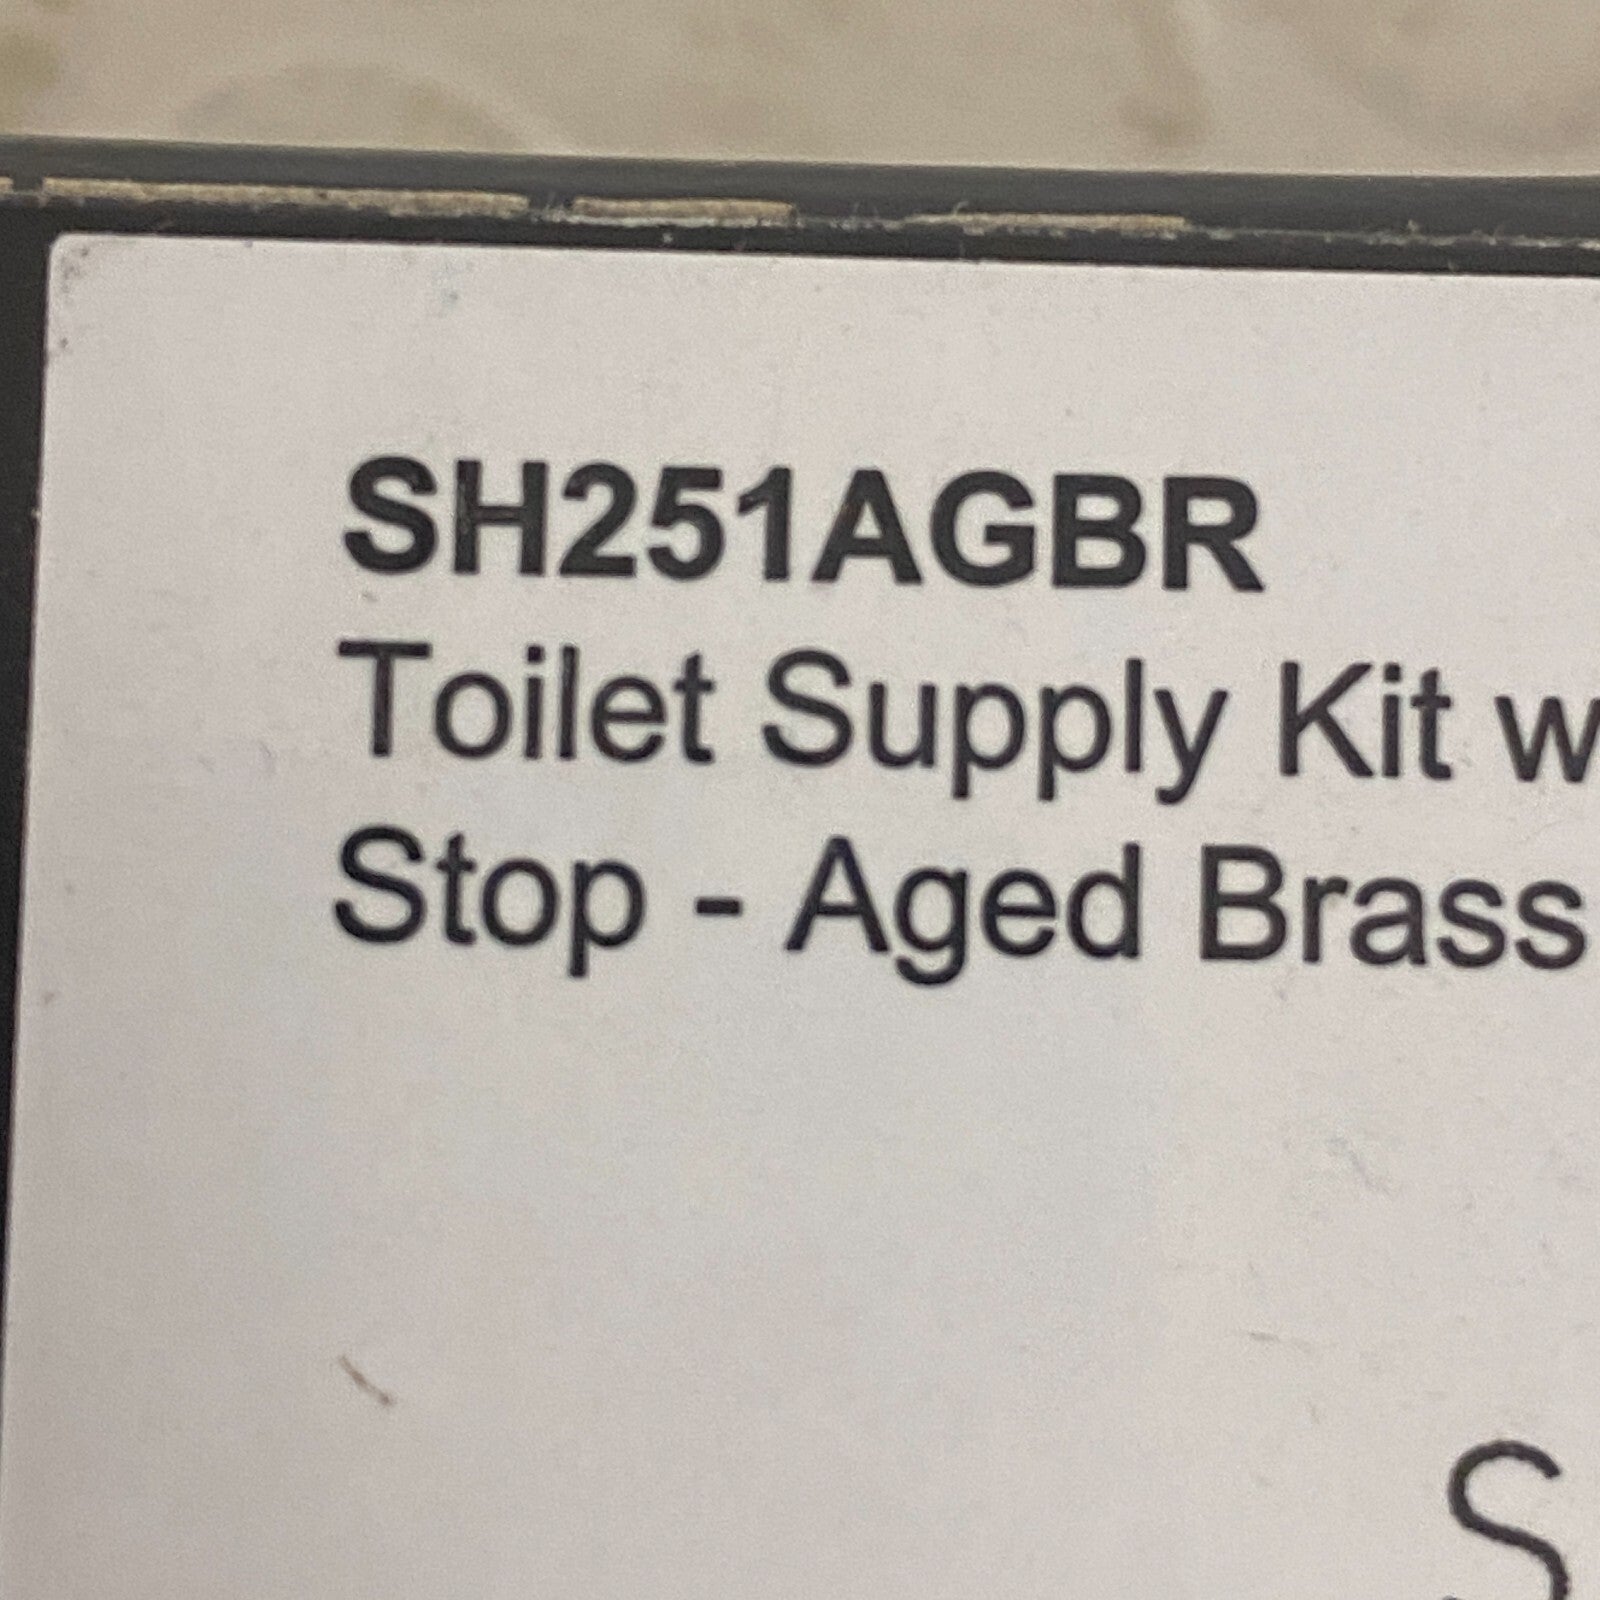 SH251AGBR
Toilet Supply Kit w
Stop - Aged Brass
S